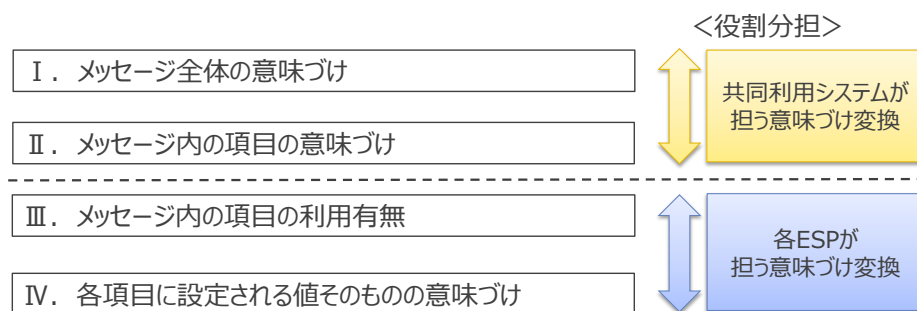 ＜役割分担＞
Ⅰ．メッセージ全体の意味づけ
Ⅱ．メッセージ内の項目の意味づけ
共同利用システムが
担う意味づけ変換
Ⅲ．メッセージ内の項目の利用有無
Ⅳ．各項目に設定される値そのものの意味づけ
各ESPが
担う意味づけ変換